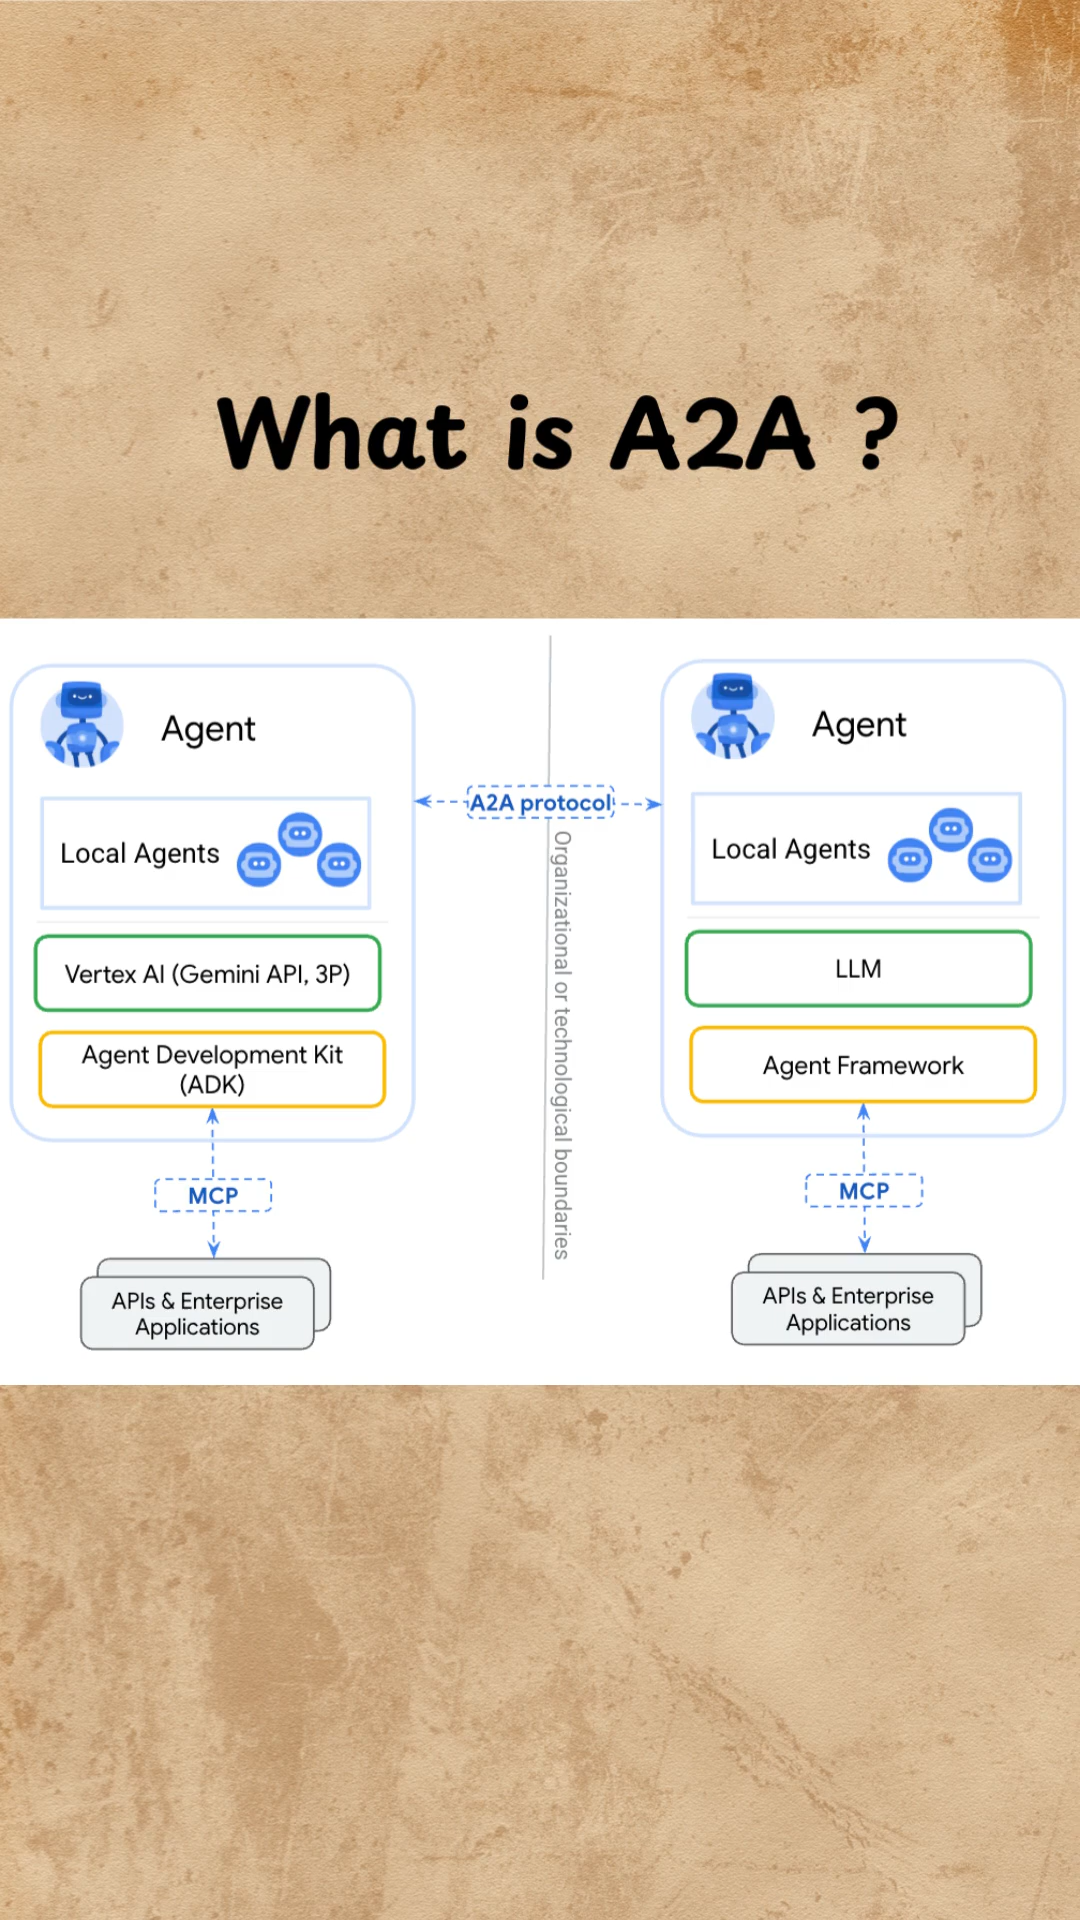 What is A2A ?
Agent
Local Agents
Vertex AI (Gemini API, 3P)
Agent Development Kit
(ADK)
MCP
APIs & Enterprise
Applications
A2A protocol
Organizational or technological boundaries
Agent
Local Agents
LLM
Agent Framework
MCP
APIs & Enterprise
Applications